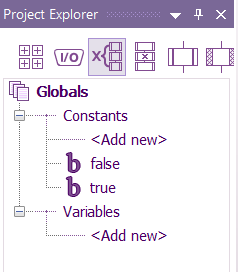 Project Explorer
I/O
X
Globals
Constants
<Add new>
b false
b true
Variables
<Add new>